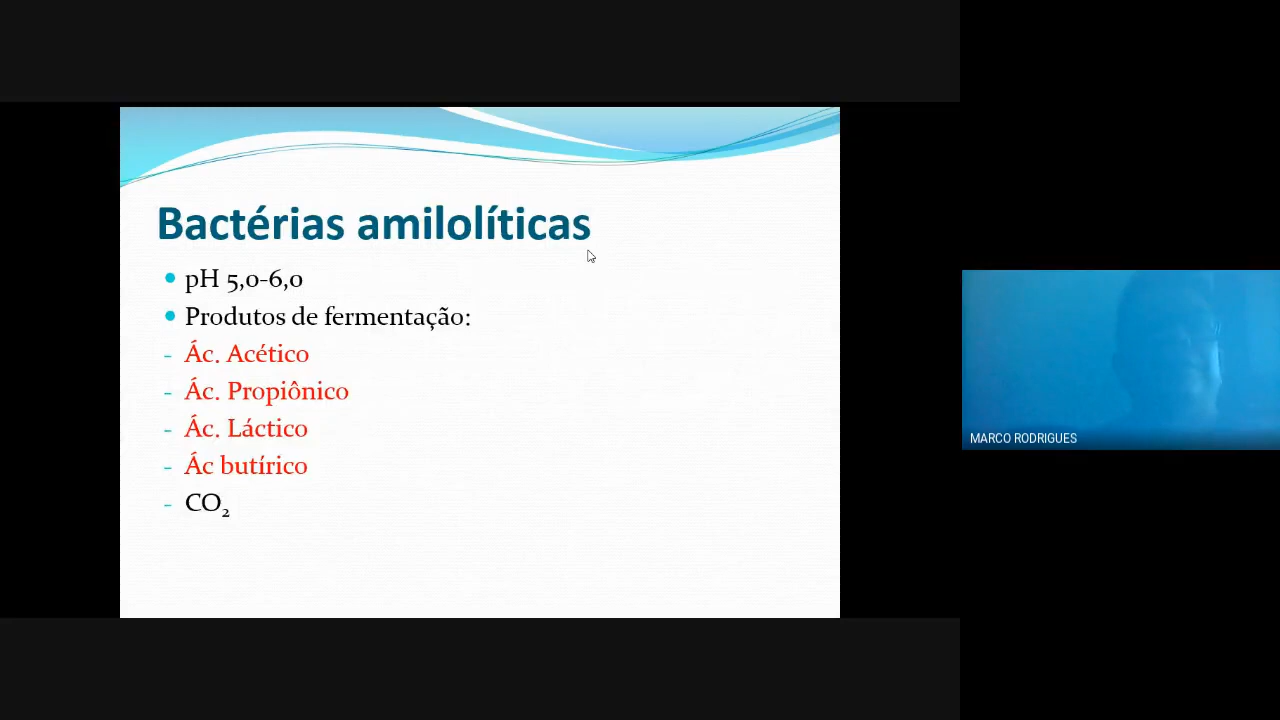 Bactérias amilolíticas
pH 5,0-6,0
Produtos de fermentação:
- Ác. Acético
- Ác. Propiônico
- Ác. Láctico
- Ác butírico
- CO₂
MARCO RODRIGUES